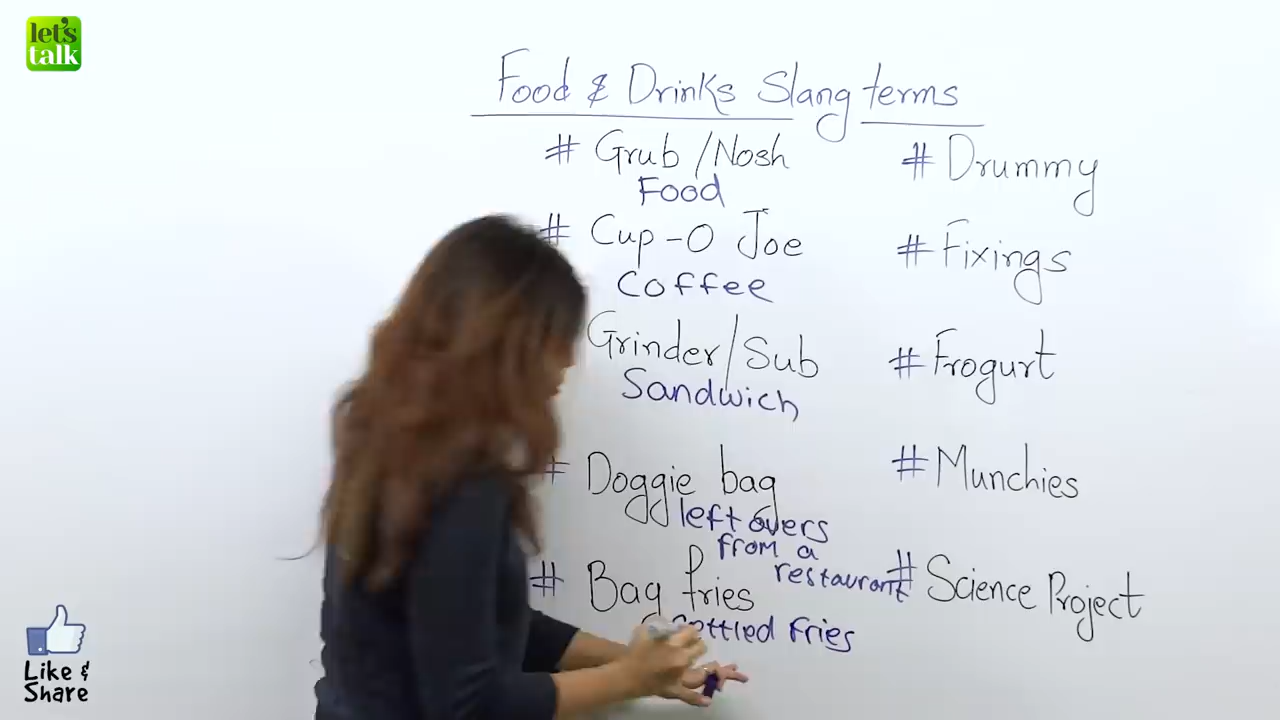 let's
talk
Food & Drinks Slang terms
# Grub / Nosh
Food
# Cup-O Joe
Coffee
Grinder / Sub
Sandwich
# Doggie bag
left overs
from a
restaurant
# Bag fries
fries
# Drummy
# Fixings
# Frogurt
# Munchies
# Science Project
Like &
Share